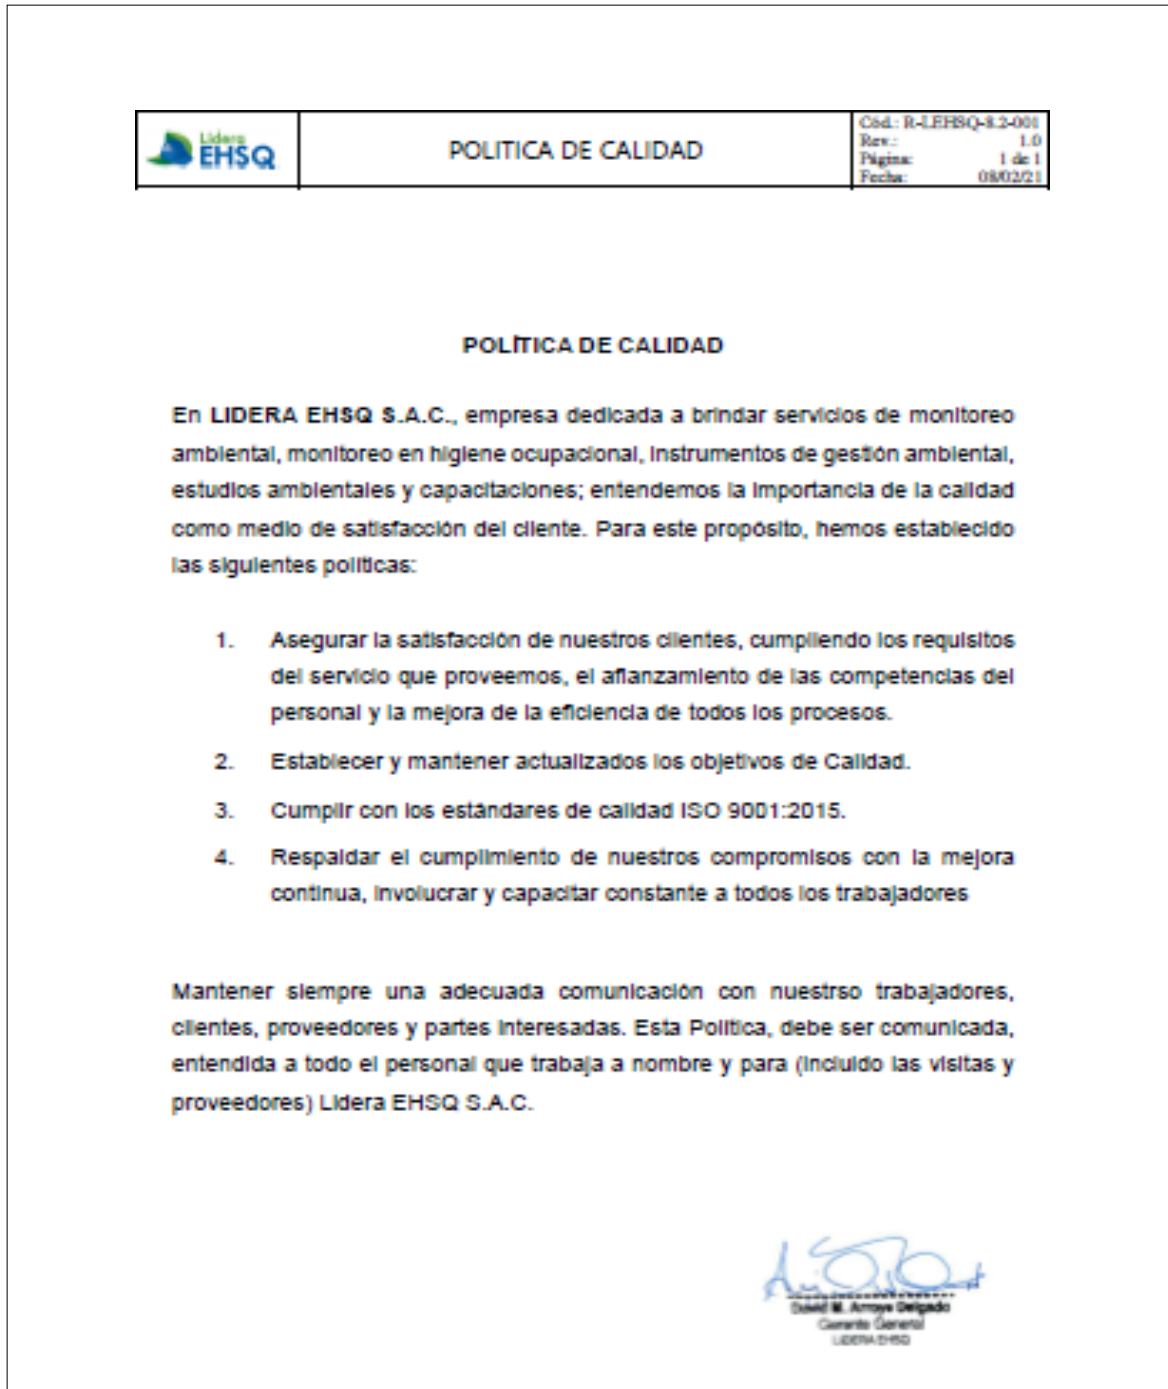 Lidera
EHSQ
POLITICA DE CALIDAD
Cód.: R-LEHSQ-8.2-001
Rev.: 1.0
Página: 1 de 1
Fecha: 08/02/21
POLÍTICA DE CALIDAD
En LIDERA EHSQ S.A.C., empresa dedicada a brindar servicios de monitoreo
ambiental, monitoreo en higiene ocupacional, instrumentos de gestión ambiental,
estudios ambientales y capacitaciones; entendemos la importancia de la calidad
como medio de satisfacción del cliente. Para este propósito, hemos establecido
las siguientes políticas:
1. Asegurar la satisfacción de nuestros clientes, cumpliendo los requisitos
del servicio que proveemos, el afianzamiento de las competencias del
personal y la mejora de la eficiencia de todos los procesos.
2. Establecer y mantener actualizados los objetivos de Calidad.
3. Cumplir con los estándares de calidad ISO 9001:2015.
4. Respaldar el cumplimiento de nuestros compromisos con la mejora
continua, involucrar y capacitar constante a todos los trabajadores
Mantener siempre una adecuada comunicación con nuestrso trabajadores,
clientes, proveedores y partes interesadas. Esta Política, debe ser comunicada,
entendida a todo el personal que trabaja a nombre y para (incluido las visitas y
proveedores) Lidera EHSQ S.A.C.
David M. Arroyo Delgado
Gerente General
LIDERA EHSQ